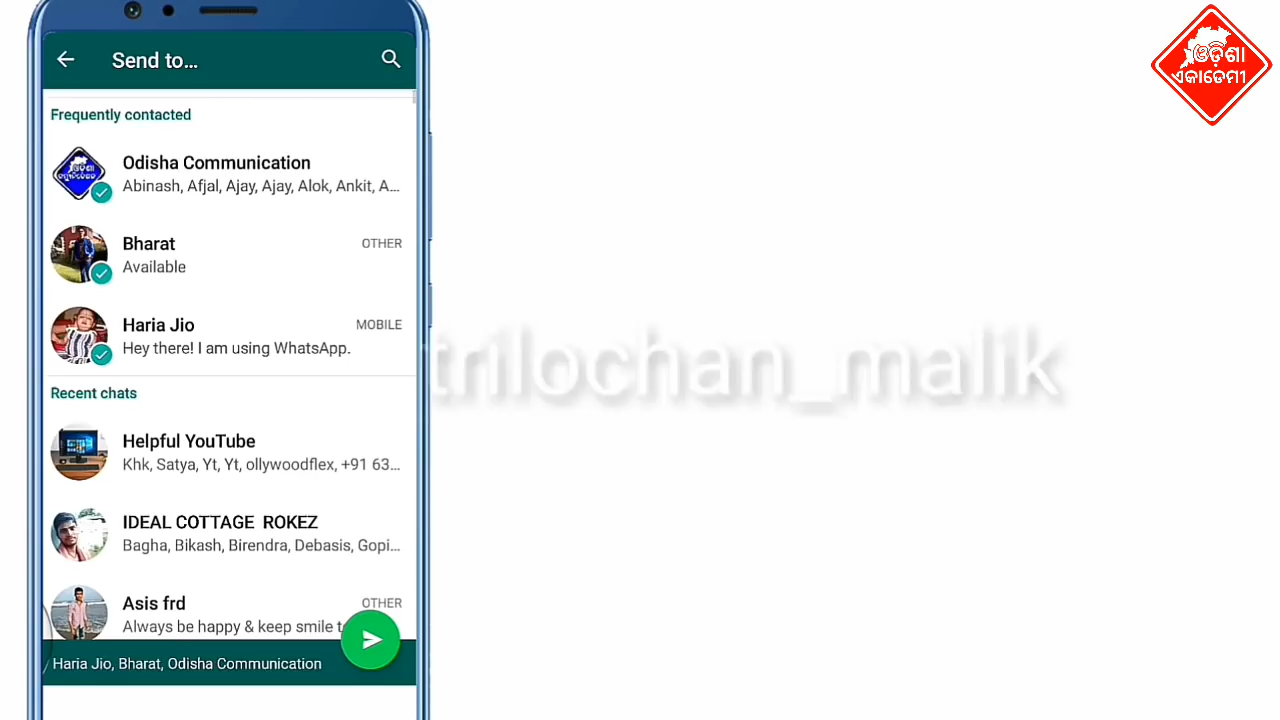 Send to...
Frequently contacted
Odisha Communication
Abinash, Afjal, Ajay, Ajay, Alok, Ankit, A...
Bharat
OTHER
Available
Haria Jio
MOBILE
Hey there! I am using WhatsApp.
Recent chats
Helpful YouTube
Khk, Satya, Yt, Yt, ollywoodflex, +91 63...
IDEAL COTTAGE ROKEZ
Bagha, Bikash, Birendra, Debasis, Gopi...
Asis frd
OTHER
Always be happy & keep smile
Haria Jio, Bharat, Odisha Communication
trilochan_malik
ଓଡ଼ିଶା
ଏକାଡେମୀ